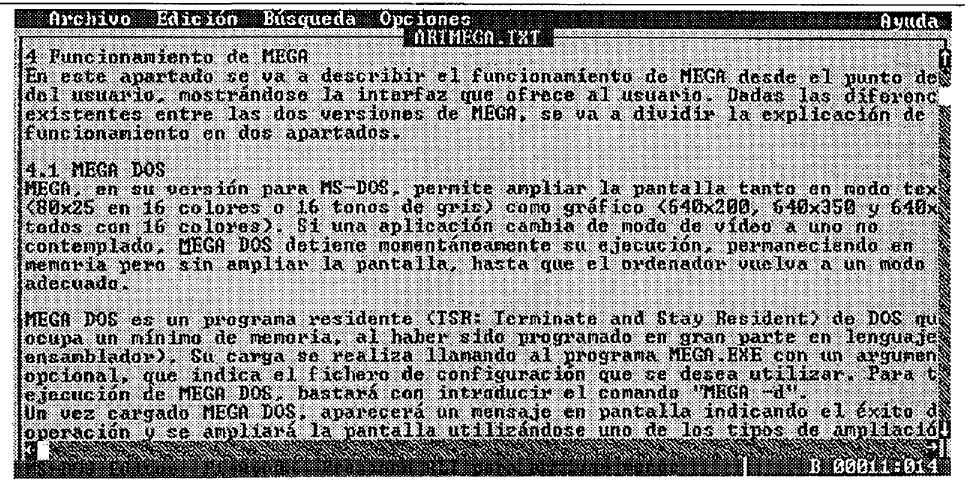 Archivo Edición Búsqueda Opciones Ayuda
ARIMEGA.TXT
4 Funcionamiento de MEGA
En este apartado se va a describir el funcionamiento de MEGA desde el punto de
del usuario, mostrándose la interfaz que ofrece al usuario. Dadas las diferenc
existentes entre las dos versiones de MEGA, se va a dividir la explicación de
funcionamiento en dos apartados.
4.1 MEGA DOS
MEGA, en su versión para MS-DOS, permite ampliar la pantalla tanto en modo tex
(80x25 en 16 colores o 16 tonos de gris) como gráfico (640x200, 640x350 y 640x
todos con 16 colores). Si una aplicación cambia de modo de vídeo a uno no
contemplado, MEGA DOS detiene momentáneamente su ejecución, permaneciendo en
memoria pero sin ampliar la pantalla, hasta que el ordenador vuelva a un modo
adecuado.
MEGA DOS es un programa residente (TSR: Terminate and Stay Resident) de DOS qu
ocupa un mínimo de memoria, al haber sido programado en gran parte en lenguaje
ensamblador). Su carga se realiza llamando al programa MEGA.EXE con un argumen
opcional, que indica el fichero de configuración que se desea utilizar. Para t
ejecución de MEGA DOS, bastará con introducir el comando "MEGA -d".
Un vez cargado MEGA DOS, aparecerá un mensaje en pantalla indicando el éxito d
operación y se ampliará la pantalla utilizándose uno de los tipos de ampliació
B 00011:014